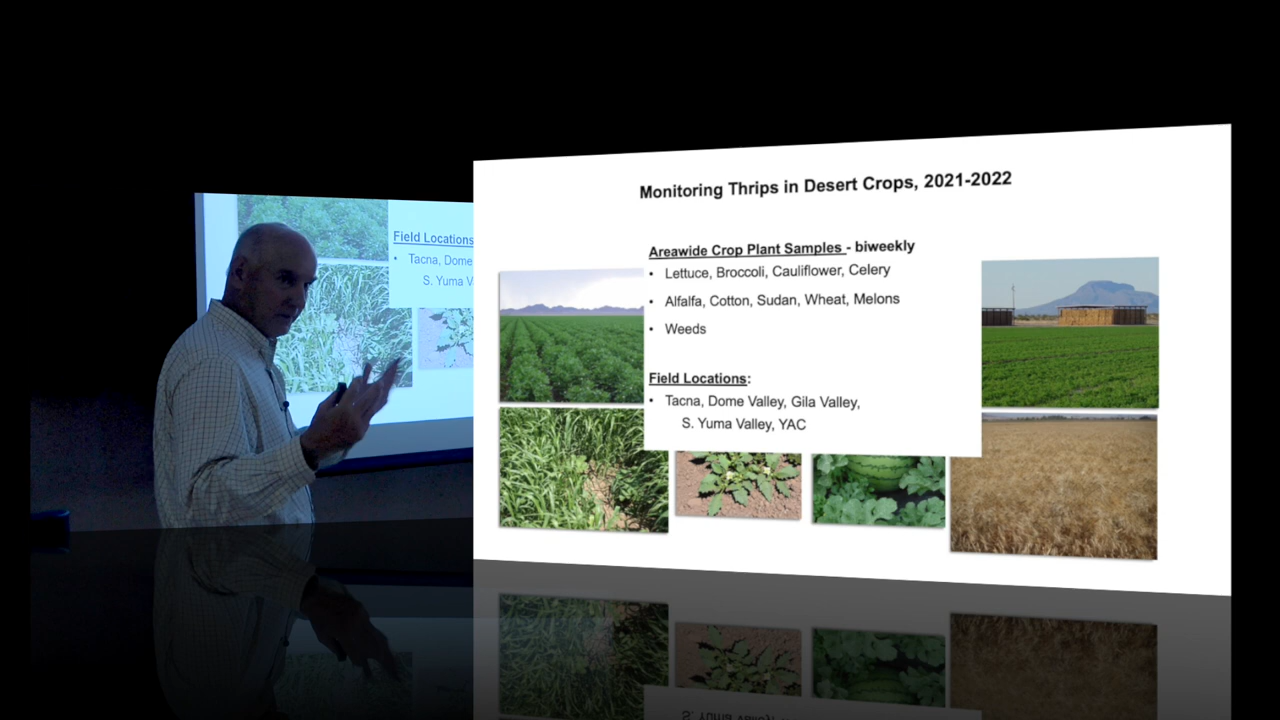 Monitoring Thrips in Desert Crops, 2021-2022
Areawide Crop Plant Samples - biweekly
• Lettuce, Broccoli, Cauliflower, Celery
• Alfalfa, Cotton, Sudan, Wheat, Melons
• Weeds
Field Locations:
• Tacna, Dome Valley, Gila Valley,
S. Yuma Valley, YAC
Field Locations
• Tacna, Dome
S. Yuma